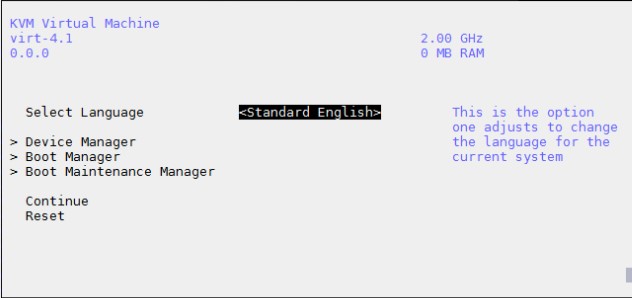 KVM Virtual Machine
virt-4.1 2.00 GHz
0.0.0 0 MB RAM
Select Language <Standard English> This is the option
one adjusts to change
> Device Manager the language for the
> Boot Manager current system
> Boot Maintenance Manager
Continue
Reset